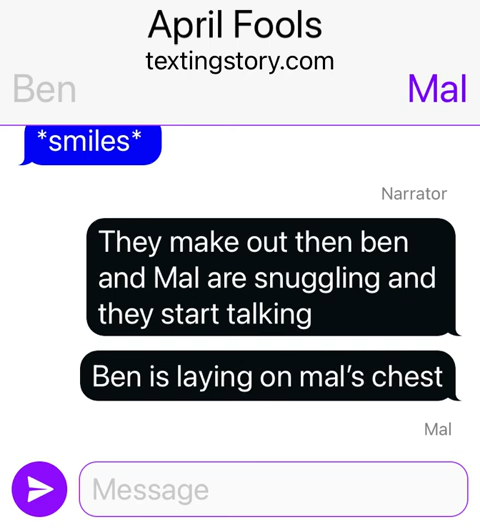 April Fools
textingstory.com
Ben
Mal
*smiles*
Narrator
They make out then ben
and Mal are snuggling and
they start talking
Ben is laying on mal’s chest
Mal
Message